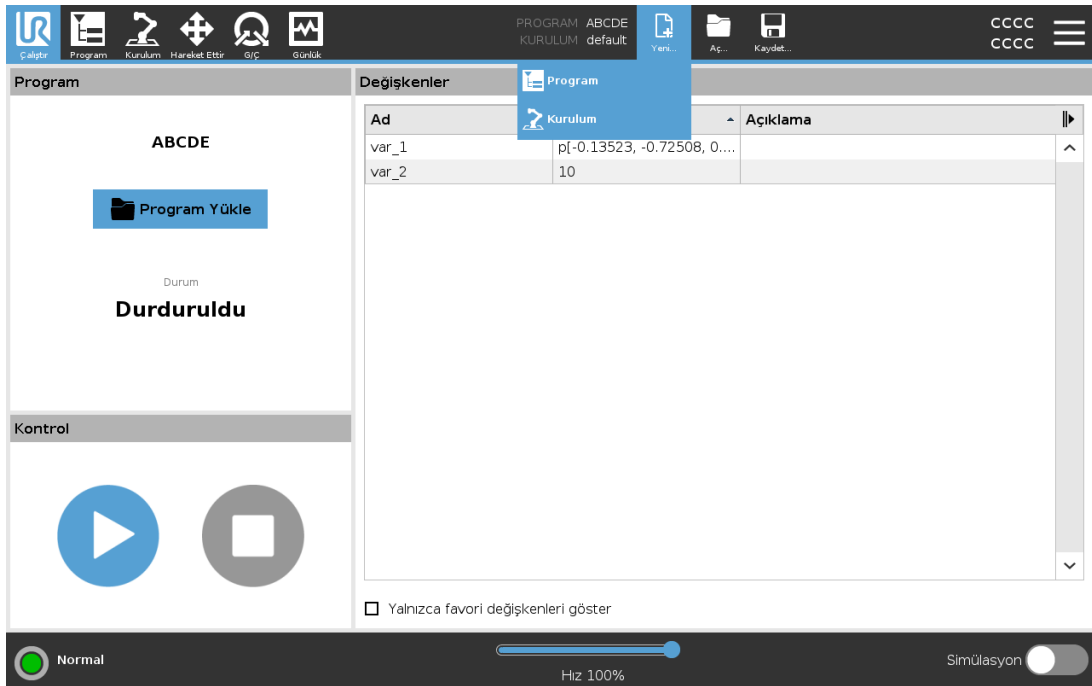 Çalıştır
Program
Kurulum
Hareket Ettir
G/Ç
Günlük
PROGRAM ABCDE
KURULUM default
Yeni...
Aç...
Kaydet...
CCCC
CCCC
Program
Kurulum
Program
ABCDE
Program Yükle
Durum
Durduruldu
Kontrol
Değişkenler
Ad
Açıklama
var_1 p[-0.13523, -0.72508, 0....
var_2 10
Yalnızca favori değişkenleri göster
Normal
Hız 100%
Simülasyon